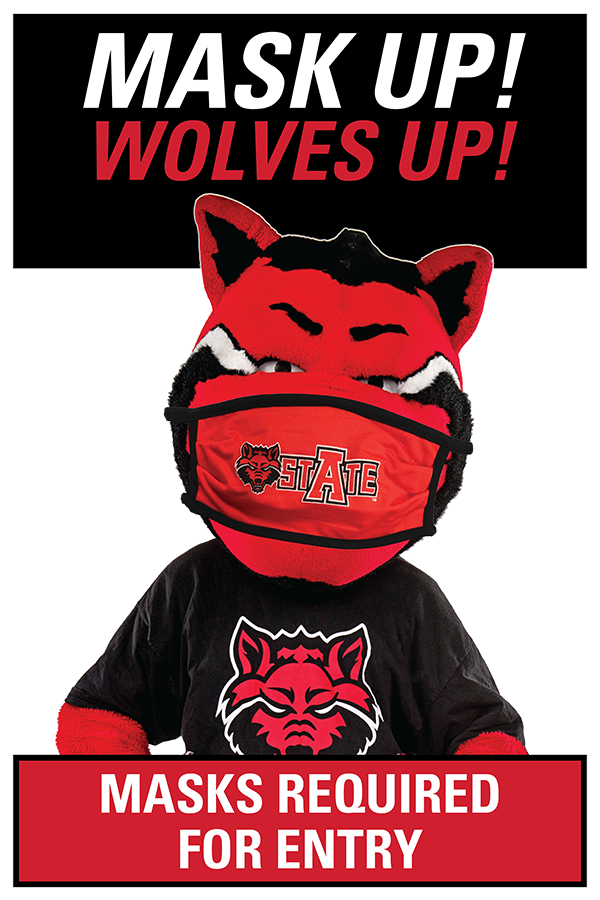 MASK UP!
WOLVES UP!
STATE
MASKS REQUIRED
FOR ENTRY